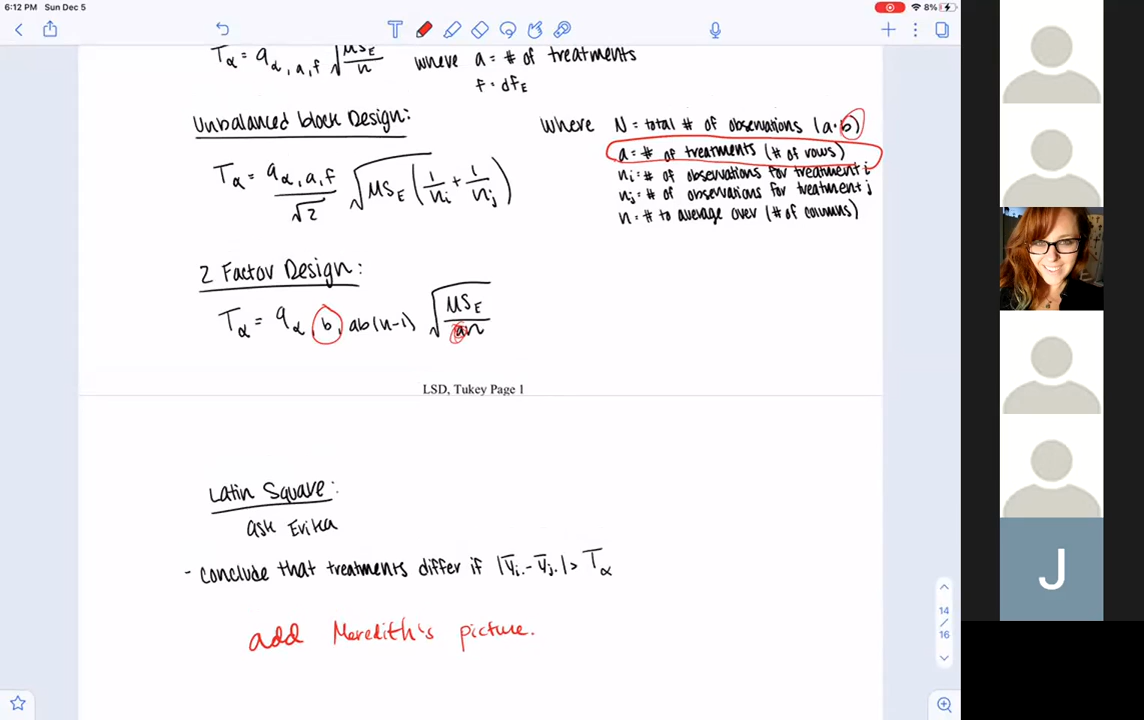 6:12 PM Sun Dec 5
8%
T
Tα = qα,a,f √MSE/n where a = # of treatments
f = dfE
Unbalanced block Design:
Where N = total # of observations (a·b)
a = # of treatments (# of rows)
Tα = qα,a,f/√2 √MSE(1/ni + 1/nj)
ni = # of observations for treatment i
nj = # of observations for treatment j
n = # to average over (# of columns)
2 Factor Design:
Tα = qα,b,ab(n-1) √MSE/an
LSD, Tukey Page 1
Latin Square:
ask Erika
- conclude that treatments differ if |ȳi. - ȳj.| > Tα
add Meredith's picture.
14
/
16
J